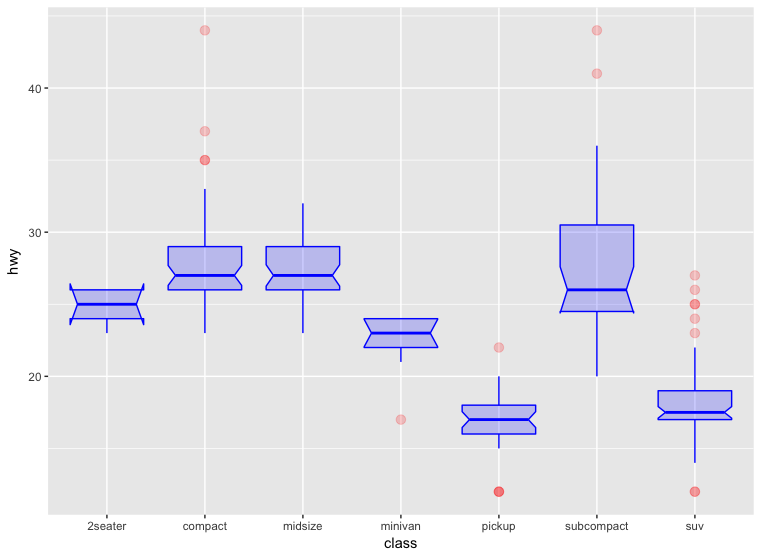 hwy
40
30
20
2seater compact midsize minivan pickup subcompact suv
class